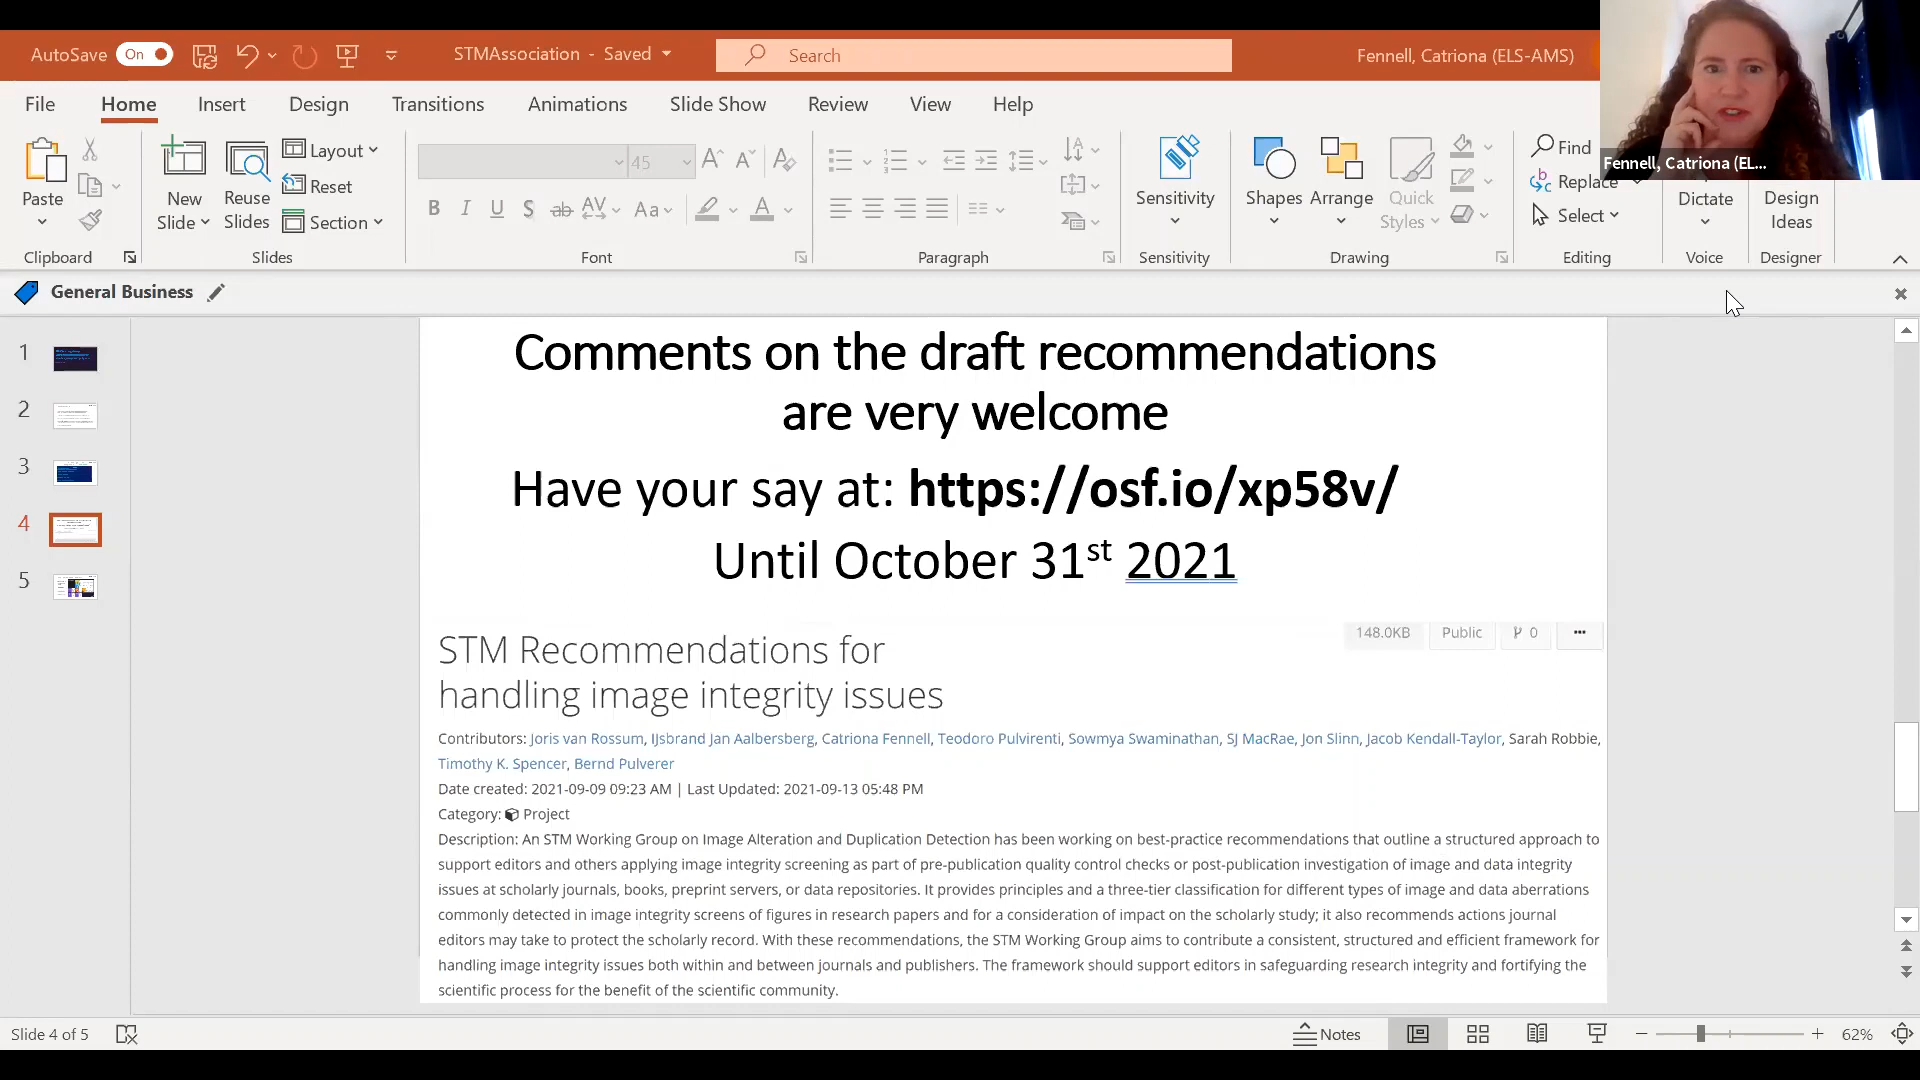 AutoSave On STMAssociation - Saved Search Fennell, Catriona (ELS-AMS)
File Home Insert Design Transitions Animations Slide Show Review View Help
Fennell, Catriona (EL...
Paste New Slide Reuse Slides Layout Reset Section
45
B I U S ab AV Aa A
Sensitivity Shapes Arrange Quick Styles
Find
Replace
Select
Dictate Design Ideas
Clipboard Slides Font Paragraph Sensitivity Drawing Editing Voice Designer
General Business
1
2
3
4
5
Comments on the draft recommendations
are very welcome
Have your say at: https://osf.io/xp58v/
Until October 31st 2021
148.0KB Public 0 ...
STM Recommendations for
handling image integrity issues
Contributors: Joris van Rossum, IJsbrand Jan Aalbersberg, Catriona Fennell, Teodoro Pulvirenti, Sowmya Swaminathan, SJ MacRae, Jon Slinn, Jacob Kendall-Taylor, Sarah Robbie,
Timothy K. Spencer, Bernd Pulverer
Date created: 2021-09-09 09:23 AM | Last Updated: 2021-09-13 05:48 PM
Category: Project
Description: An STM Working Group on Image Alteration and Duplication Detection has been working on best-practice recommendations that outline a structured approach to
support editors and others applying image integrity screening as part of pre-publication quality control checks or post-publication investigation of image and data integrity
issues at scholarly journals, books, preprint servers, or data repositories. It provides principles and a three-tier classification for different types of image and data aberrations
commonly detected in image integrity screens of figures in research papers and for a consideration of impact on the scholarly study; it also recommends actions journal
editors may take to protect the scholarly record. With these recommendations, the STM Working Group aims to contribute a consistent, structured and efficient framework for
handling image integrity issues both within and between journals and publishers. The framework should support editors in safeguarding research integrity and fortifying the
scientific process for the benefit of the scientific community.
Slide 4 of 5 Notes 62%